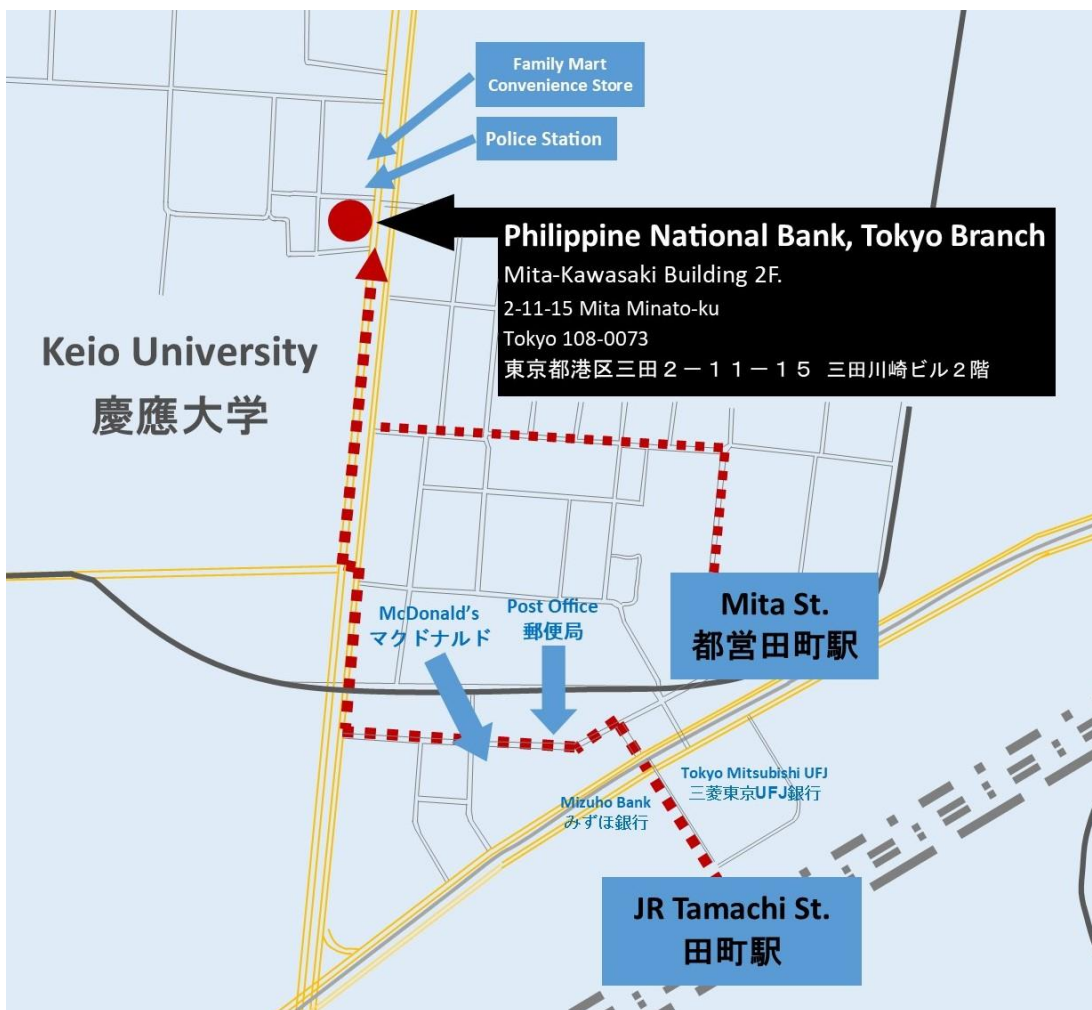 Family Mart
Convenience Store
Police Station
Philippine National Bank, Tokyo Branch
Mita-Kawasaki Building 2F.
2-11-15 Mita Minato-ku
Tokyo 108-0073
東京都港区三田２－１１－１５ 三田川崎ビル２階
Keio University
慶應大学
McDonald's
マクドナルド
Post Office
郵便局
Mita St.
都営田町駅
Tokyo Mitsubishi UFJ
三菱東京UFJ銀行
Mizuho Bank
みずほ銀行
JR Tamachi St.
田町駅